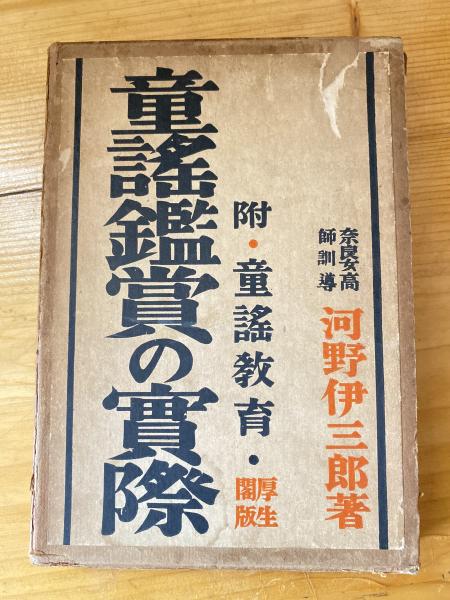 奈良女高
師訓導
河野伊三郎著
附・童謠教育・
厚生
閣版
童謠鑑賞の實際